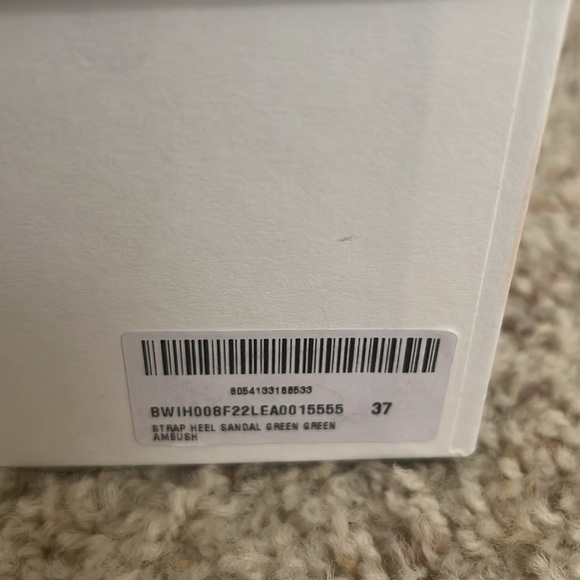 8054133188533
BWIH008F22LEA0015555 37
STRAP HEEL SANDAL GREEN GREEN
AMBUSH